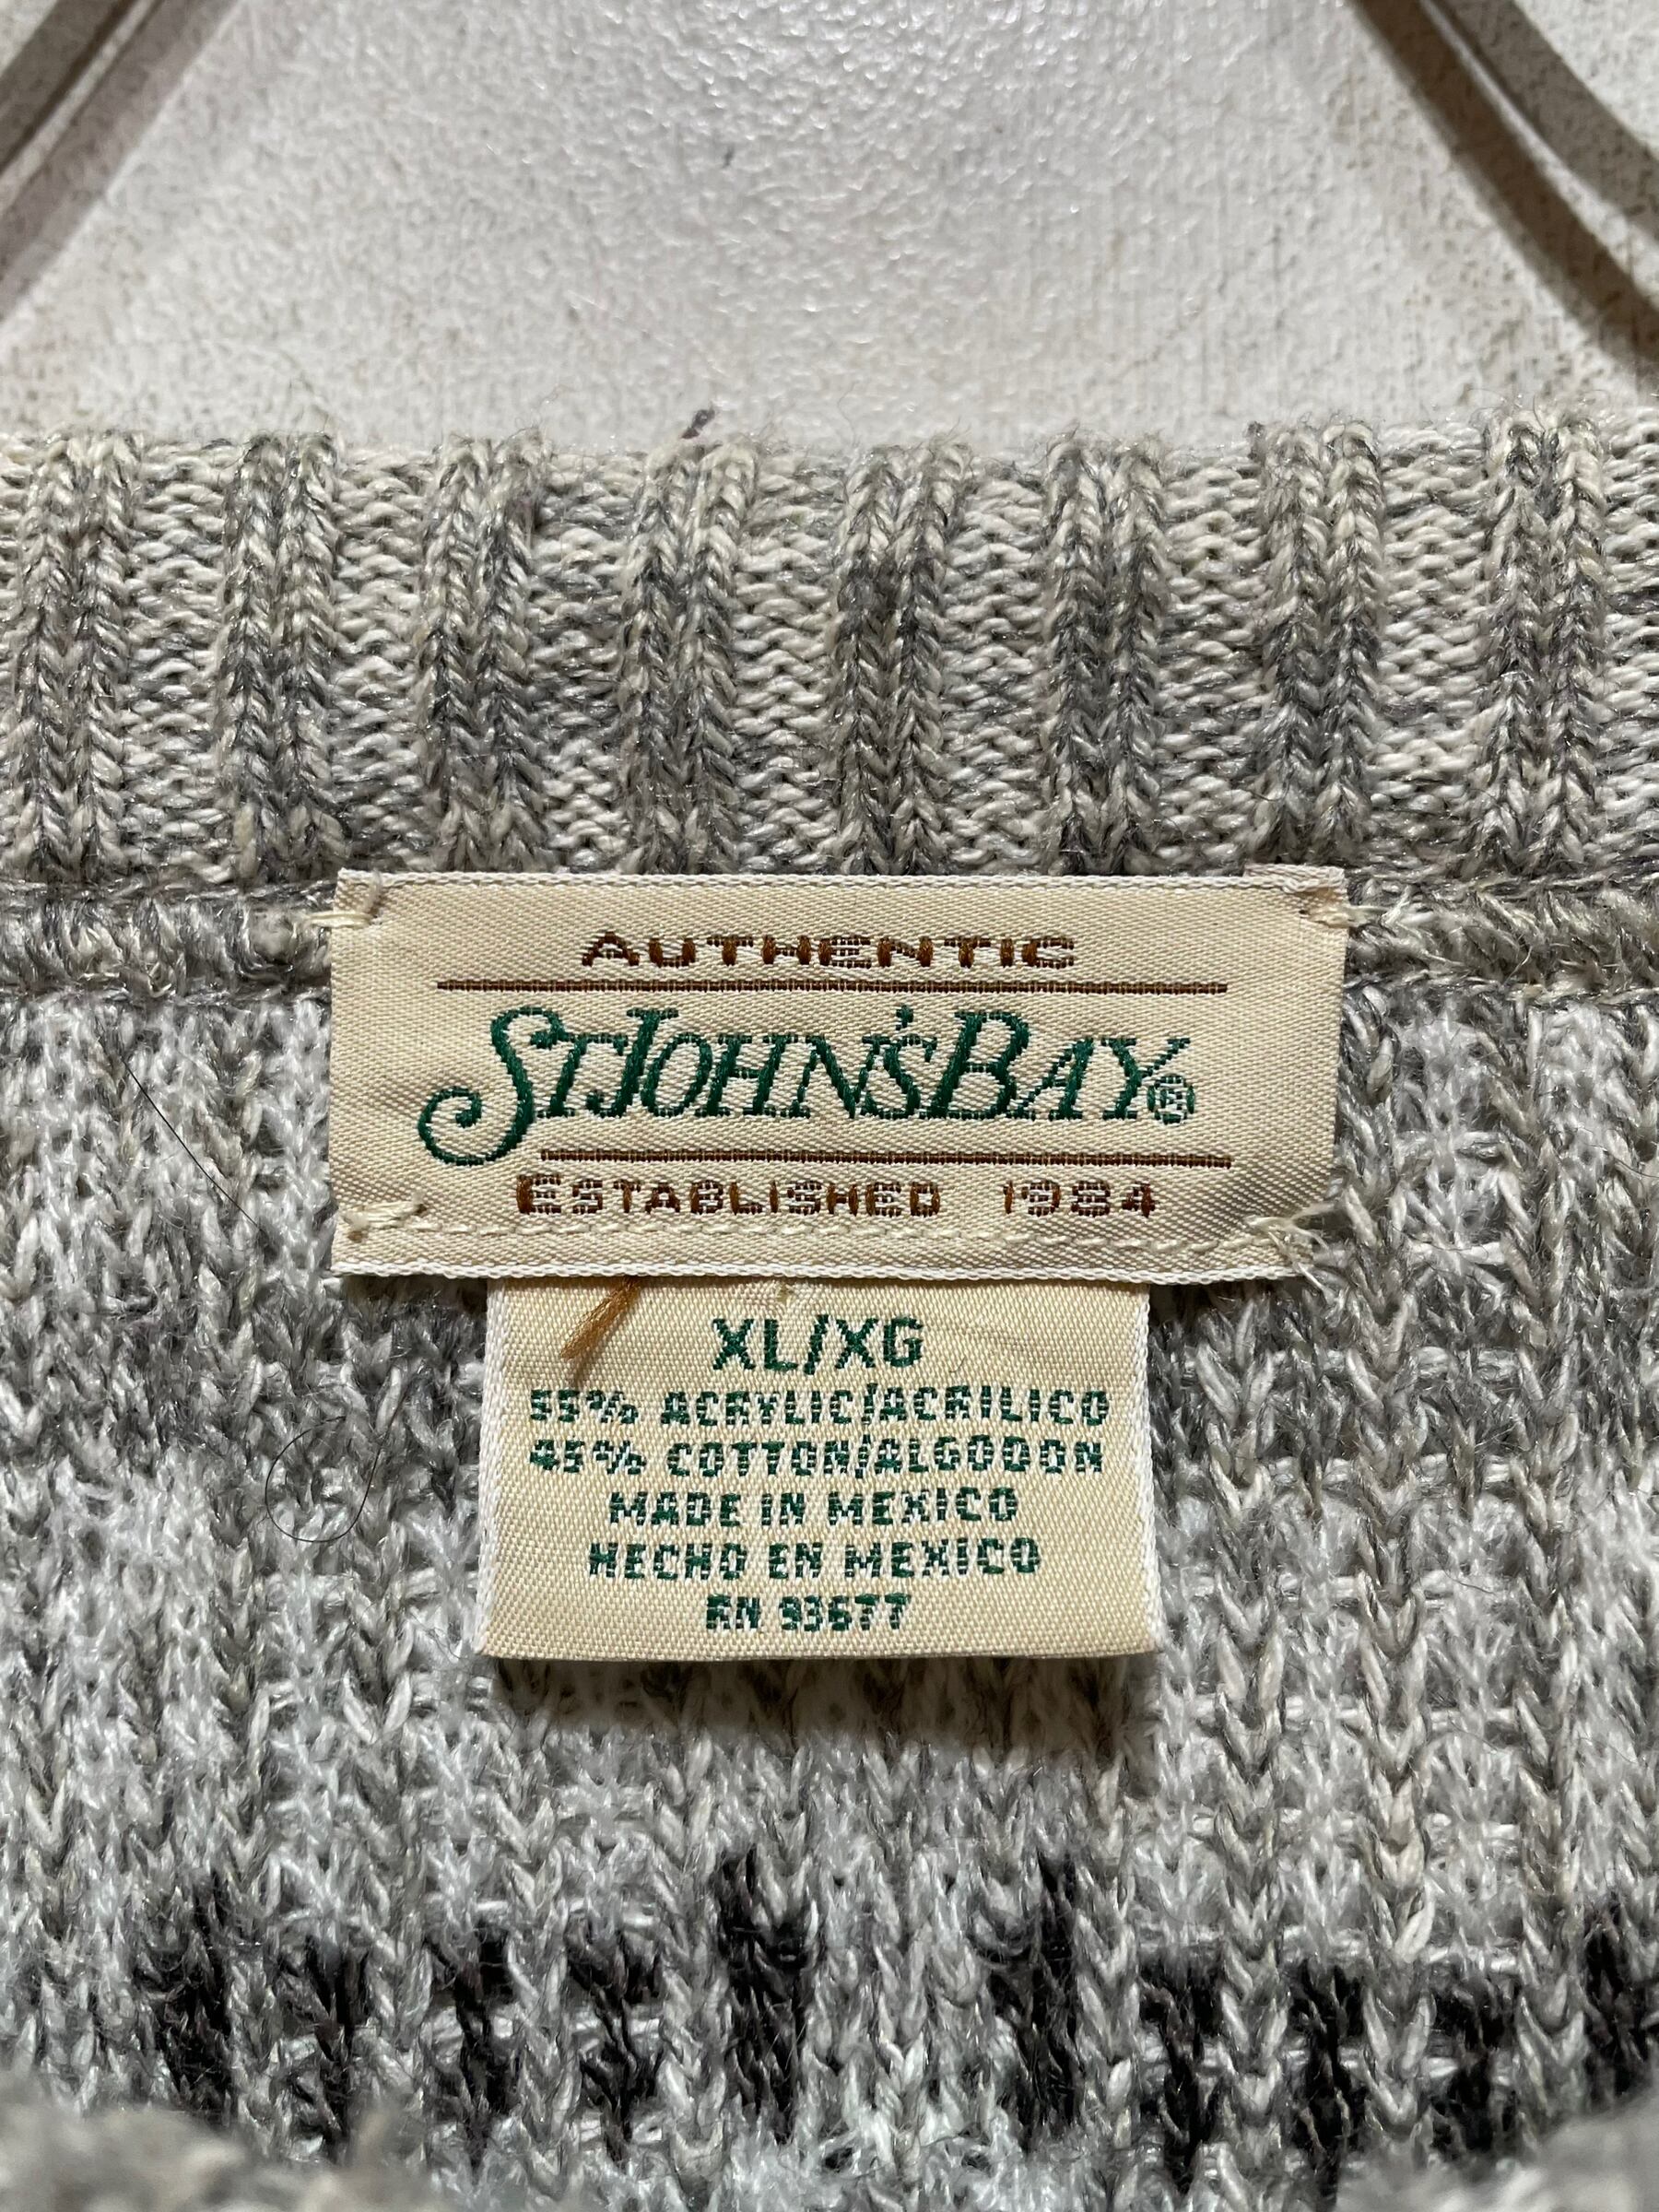 AUTHENTIC
ST JOHN'S BAY®
ESTABLISHED 1984
XL/XG
55% ACRYLIC/ACRILICO
45% COTTON/ALGODON
MADE IN MEXICO
HECHO EN MEXICO
RN 93677